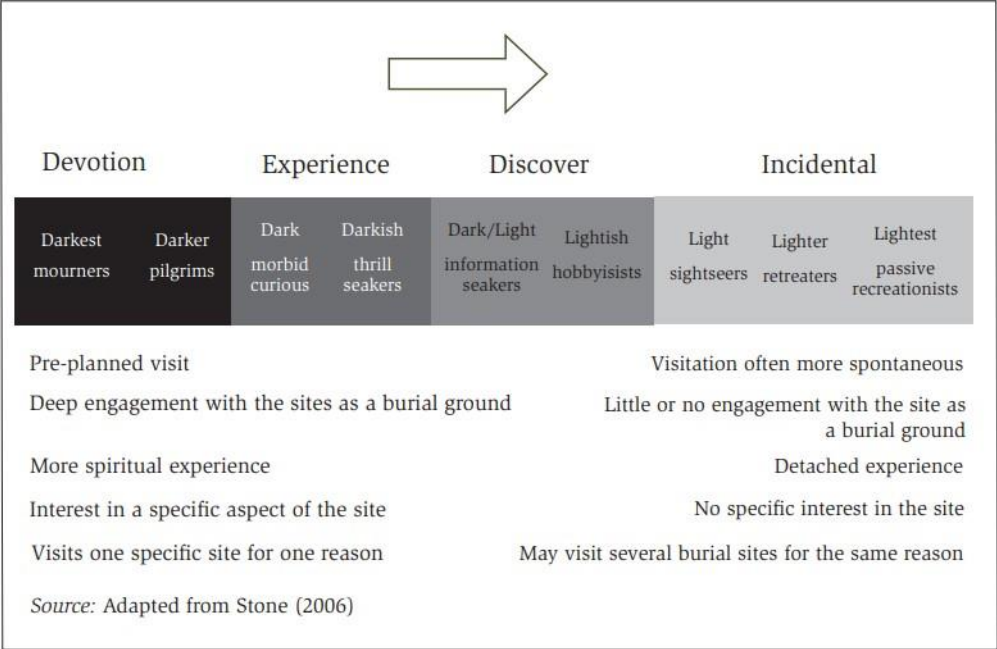 Devotion Experience Discover Incidental
Darkest
mourners
Darker
pilgrims
Dark
morbid
curious
Darkish
thrill
seakers
Dark/Light
information
seakers
Lightish
hobbyisists
Light
sightseers
Lighter
retreaters
Lightest
passive
recreationists
Pre-planned visit
Visitation often more spontaneous
Deep engagement with the sites as a burial ground
Little or no engagement with the site as
a burial ground
More spiritual experience
Detached experience
Interest in a specific aspect of the site
No specific interest in the site
Visits one specific site for one reason
May visit several burial sites for the same reason
Source: Adapted from Stone (2006)